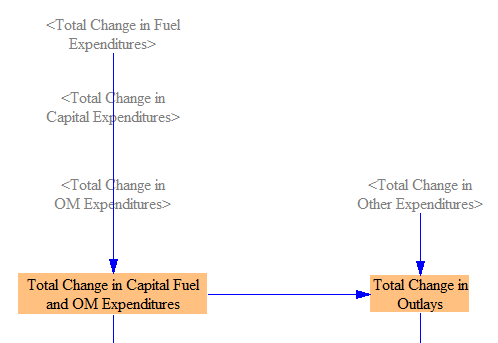 <Total Change in Fuel
Expenditures>
<Total Change in
Capital Expenditures>
<Total Change in
OM Expenditures>
<Total Change in
Other Expenditures>
Total Change in Capital Fuel
and OM Expenditures
Total Change in
Outlays